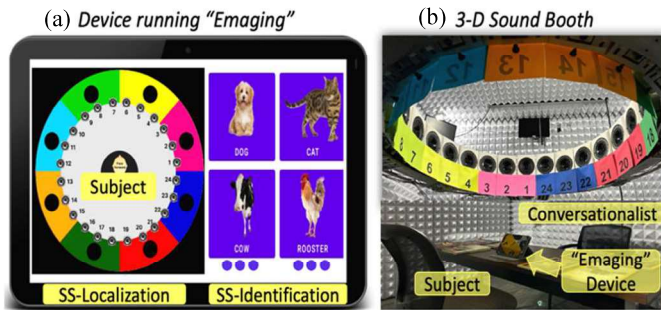 (a) Device running “Emaging”
(b) 3-D Sound Booth
DOG
CAT
COW
ROOSTER
Subject
SS-Localization
SS-Identification
12
13
14
15
8
7
6
5
4
3
2
1
24
23
22
21
20
19
18
Conversationalist
“Emaging”
Device
Subject